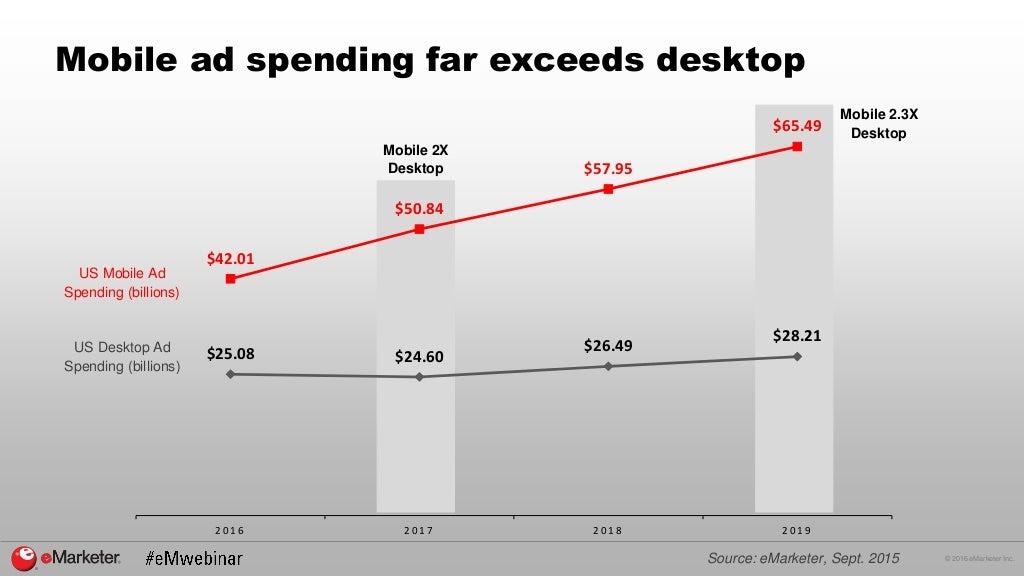 Mobile ad spending far exceeds desktop
Mobile 2.3X
Desktop
$65.49
Mobile 2X
Desktop
$57.95
$50.84
$42.01
US Mobile Ad
Spending (billions)
US Desktop Ad
Spending (billions)
$25.08
$24.60
$26.49
$28.21
2016
2017
2018
2019
eMarketer.
#eMwebinar
Source: eMarketer, Sept. 2015
© 2016 eMarketer Inc.